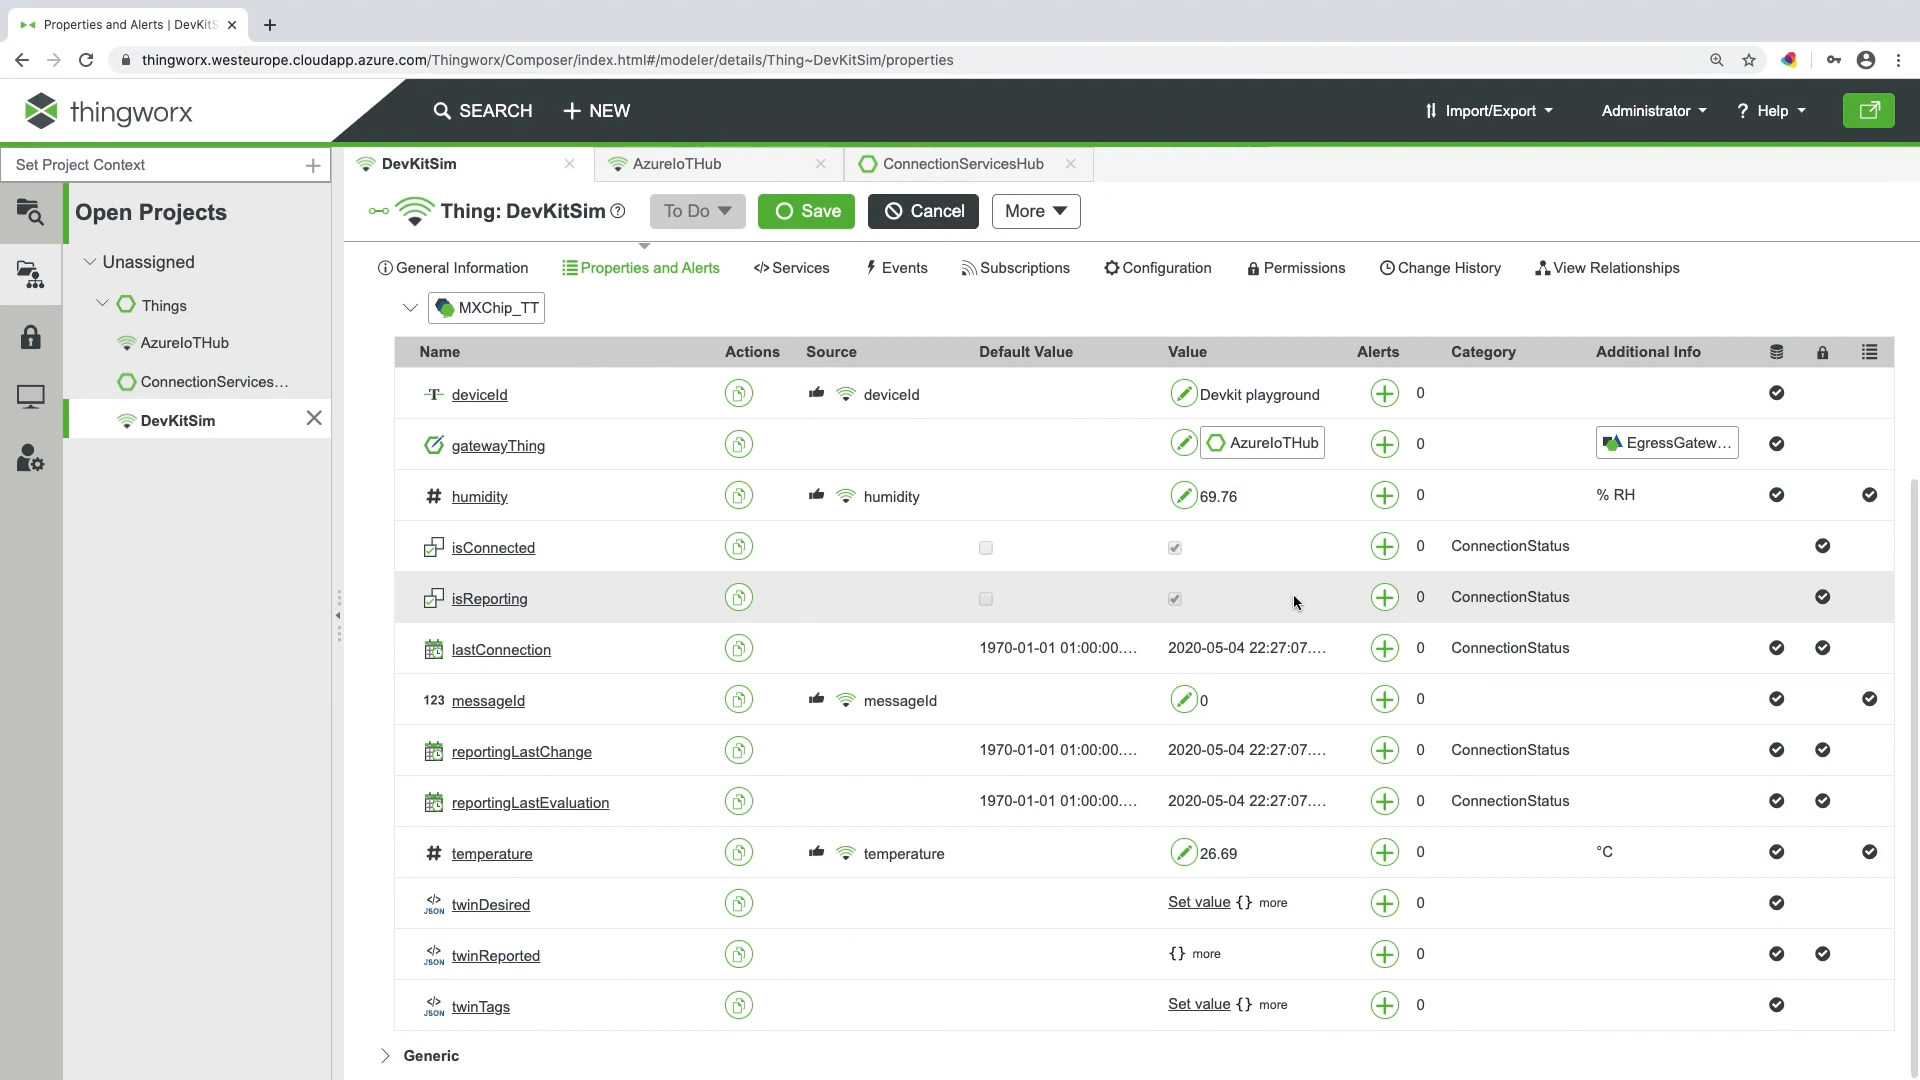 Properties and Alerts | DevKitS
thingworx.westeurope.cloudapp.azure.com/Thingworx/Composer/index.html#/modeler/details/Thing~DevKitSim/properties
thingworx
SEARCH
NEW
Import/Export
Administrator
? Help
Set Project Context
DevKitSim
AzureIoTHub
ConnectionServicesHub
Open Projects
Thing: DevKitSim
To Do
Save
Cancel
More
Unassigned
Things
AzureIoTHub
ConnectionServices...
DevKitSim
General Information
Properties and Alerts
Services
Events
Subscriptions
Configuration
Permissions
Change History
View Relationships
MXChip_TT
Name Actions Source Default Value Value Alerts Category Additional Info
deviceId deviceId Devkit playground 0
gatewayThing AzureIoTHub 0 EgressGatew...
humidity humidity 69.76 0 % RH
isConnected 0 ConnectionStatus
isReporting 0 ConnectionStatus
lastConnection 1970-01-01 01:00:00.... 2020-05-04 22:27:07.... 0 ConnectionStatus
123 messageId messageId 0 0
reportingLastChange 1970-01-01 01:00:00.... 2020-05-04 22:27:07.... 0 ConnectionStatus
reportingLastEvaluation 1970-01-01 01:00:00.... 2020-05-04 22:27:07.... 0 ConnectionStatus
# temperature temperature 26.69 0 °C
JSON twinDesired Set value {} more 0
JSON twinReported {} more 0
JSON twinTags Set value {} more 0
Generic